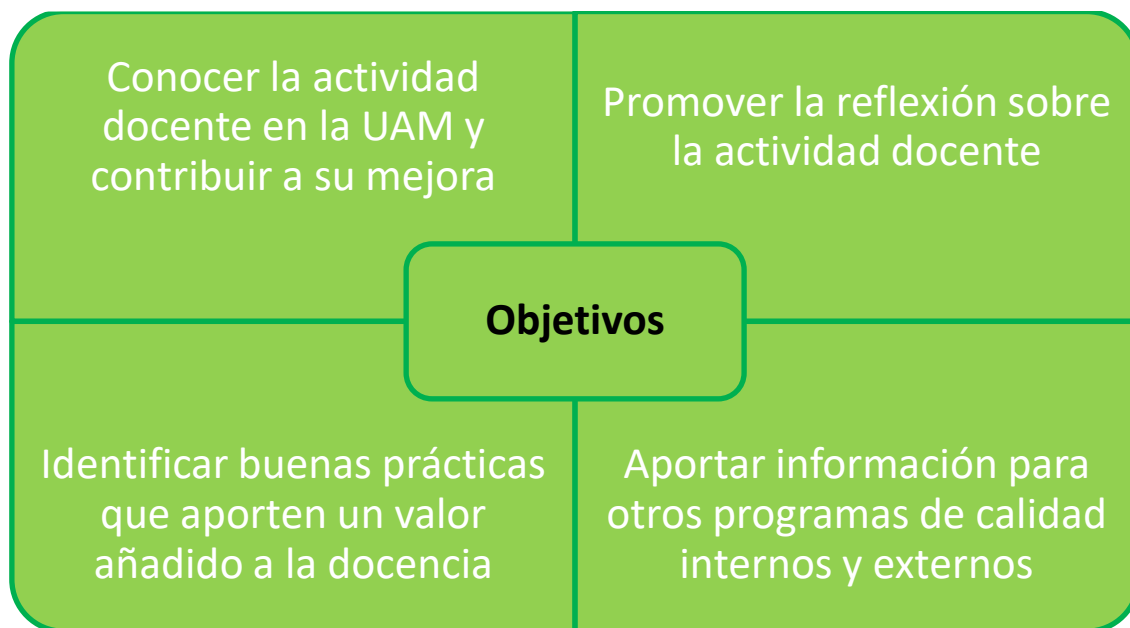 Conocer la actividad
docente en la UAM y
contribuir a su mejora
Promover la reflexión sobre
la actividad docente
Objetivos
Identificar buenas prácticas
que aporten un valor
añadido a la docencia
Aportar información para
otros programas de calidad
internos y externos